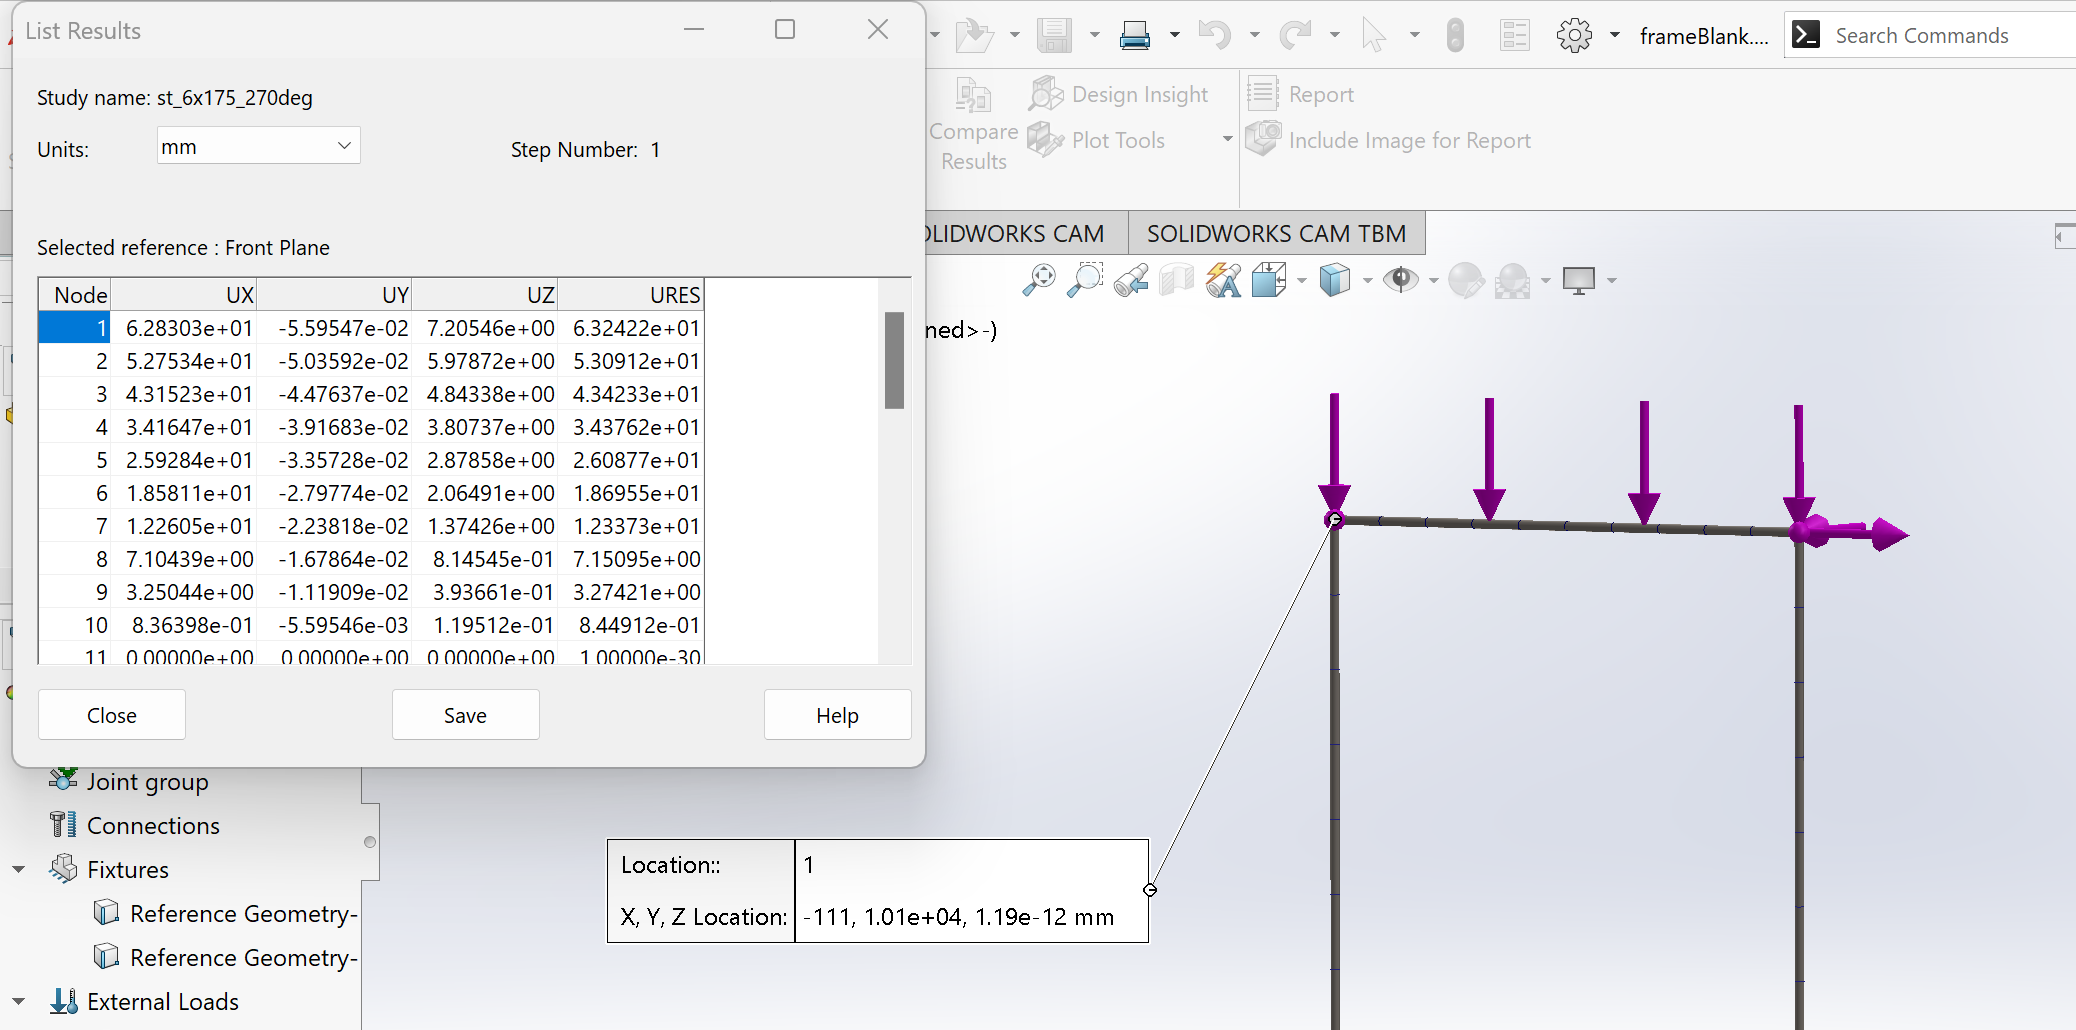 List Results
Study name: st_6x175_270deg
Units: mm
Step Number: 1
Selected reference : Front Plane
Node UX UY UZ URES
1 6.28303e+01 -5.59547e-02 7.20546e+00 6.32422e+01
2 5.27534e+01 -5.03592e-02 5.97872e+00 5.30912e+01
3 4.31523e+01 -4.47637e-02 4.84338e+00 4.34233e+01
4 3.41647e+01 -3.91683e-02 3.80737e+00 3.43762e+01
5 2.59284e+01 -3.35728e-02 2.87858e+00 2.60877e+01
6 1.85811e+01 -2.79774e-02 2.06491e+00 1.86955e+01
7 1.22605e+01 -2.23818e-02 1.37426e+00 1.23373e+01
8 7.10439e+00 -1.67864e-02 8.14545e-01 7.15095e+00
9 3.25044e+00 -1.11909e-02 3.93661e-01 3.27421e+00
10 8.36398e-01 -5.59546e-03 1.19512e-01 8.44912e-01
11 0.00000e+00 0.00000e+00 0.00000e+00 1.00000e-30
Close Save Help
frameBlank....
Search Commands
Compare Results
Design Insight
Plot Tools
Report
Include Image for Report
OLIDWORKS CAM
SOLIDWORKS CAM TBM
ned>-)
Joint group
Connections
Fixtures
Reference Geometry-
Reference Geometry-
External Loads
Location:: 1
X, Y, Z Location: -111, 1.01e+04, 1.19e-12 mm